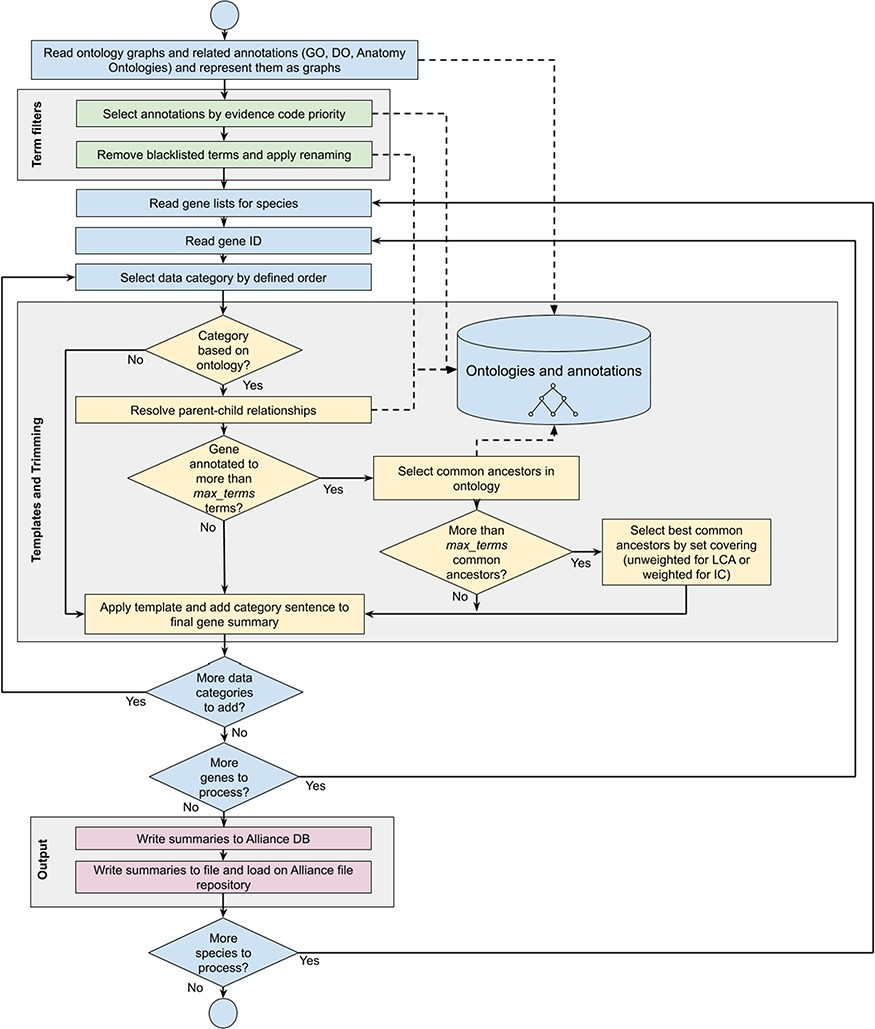 Read ontology graphs and related annotations (GO, DO, Anatomy
Ontologies) and represent them as graphs
Term filters
Select annotations by evidence code priority
Remove blacklisted terms and apply renaming
Read gene lists for species
Read gene ID
Select data category by defined order
Templates and Trimming
Category
based on
ontology?
No
Yes
Ontologies and annotations
Resolve parent-child relationships
Gene
annotated to
more than
max_terms
terms?
Yes
No
Select common ancestors in
ontology
More than
max_terms
common
ancestors?
Yes
No
Select best common
ancestors by set covering
(unweighted for LCA or
weighted for IC)
Apply template and add category sentence to
final gene summary
More data
categories
to add?
Yes
No
More
genes to
process?
Yes
No
Output
Write summaries to Alliance DB
Write summaries to file and load on Alliance file
repository
More
species to
process?
Yes
No